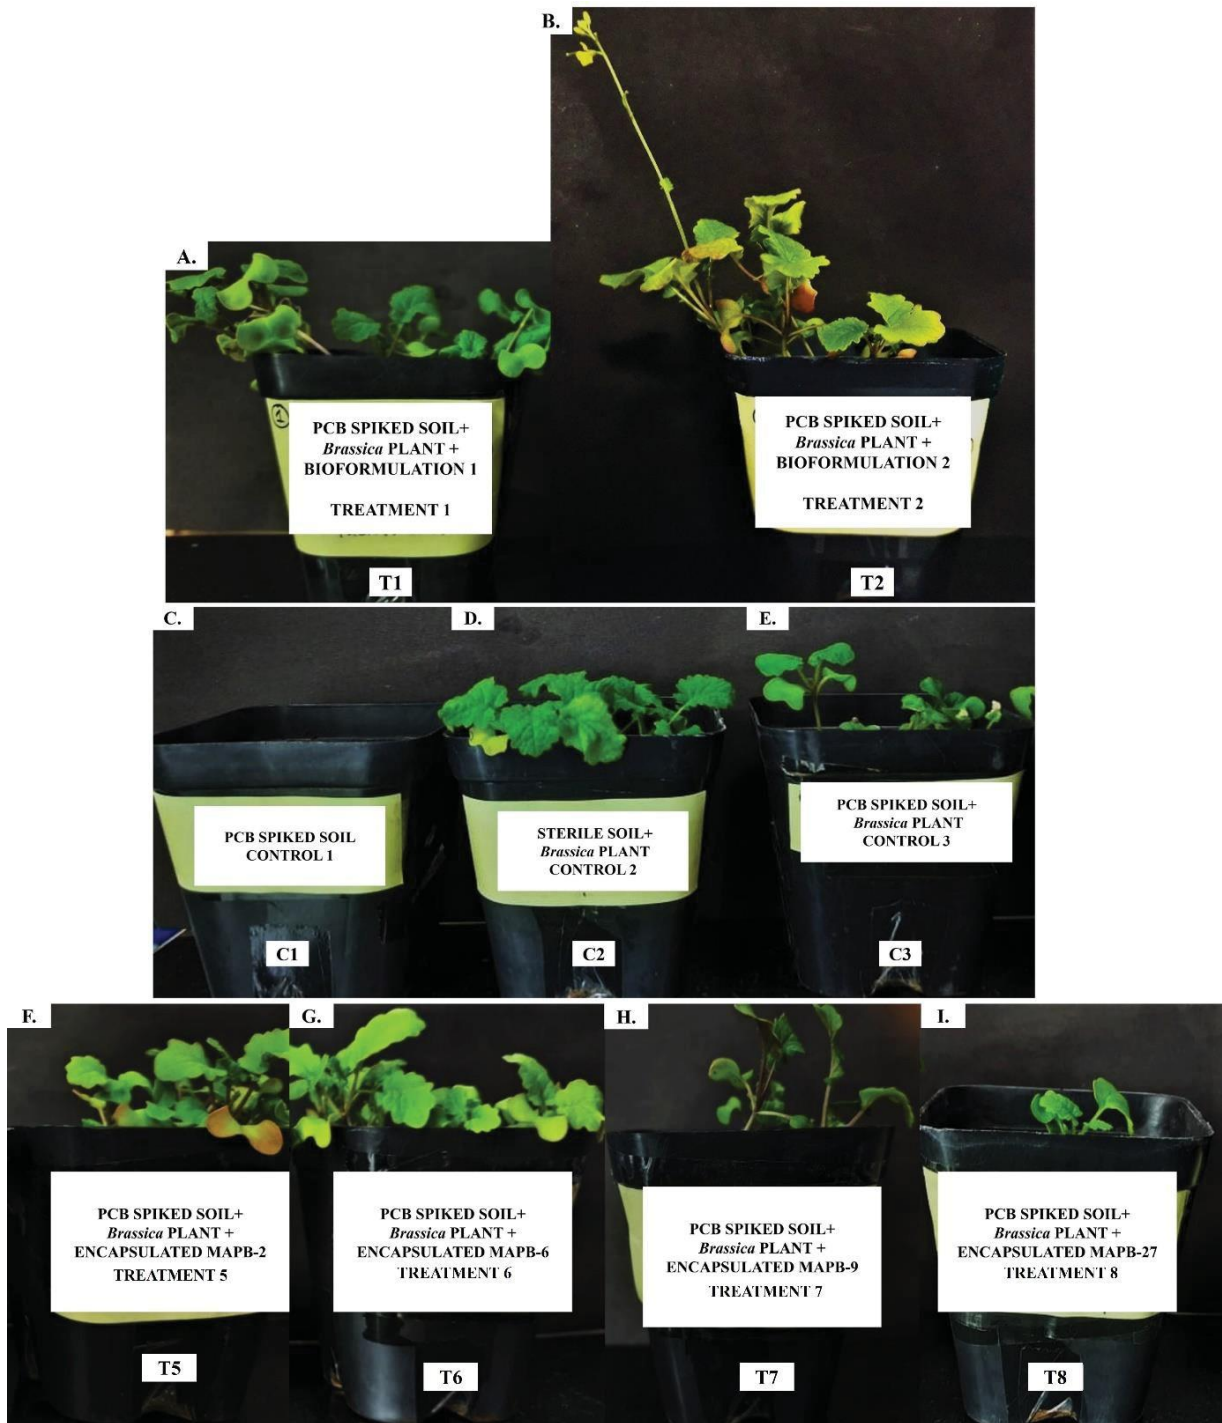 A.
B.
PCB SPIKED SOIL+
Brassica PLANT +
BIOFORMULATION 1
TREATMENT 1
T1
PCB SPIKED SOIL+
Brassica PLANT +
BIOFORMULATION 2
TREATMENT 2
T2
C.
D.
E.
PCB SPIKED SOIL
CONTROL 1
C1
STERILE SOIL+
Brassica PLANT
CONTROL 2
C2
PCB SPIKED SOIL+
Brassica PLANT
CONTROL 3
C3
F.
G.
H.
I.
PCB SPIKED SOIL+
Brassica PLANT +
ENCAPSULATED MAPB-2
TREATMENT 5
T5
PCB SPIKED SOIL+
Brassica PLANT +
ENCAPSULATED MAPB-6
TREATMENT 6
T6
PCB SPIKED SOIL+
Brassica PLANT +
ENCAPSULATED MAPB-9
TREATMENT 7
T7
PCB SPIKED SOIL+
Brassica PLANT +
ENCAPSULATED MAPB-27
TREATMENT 8
T8